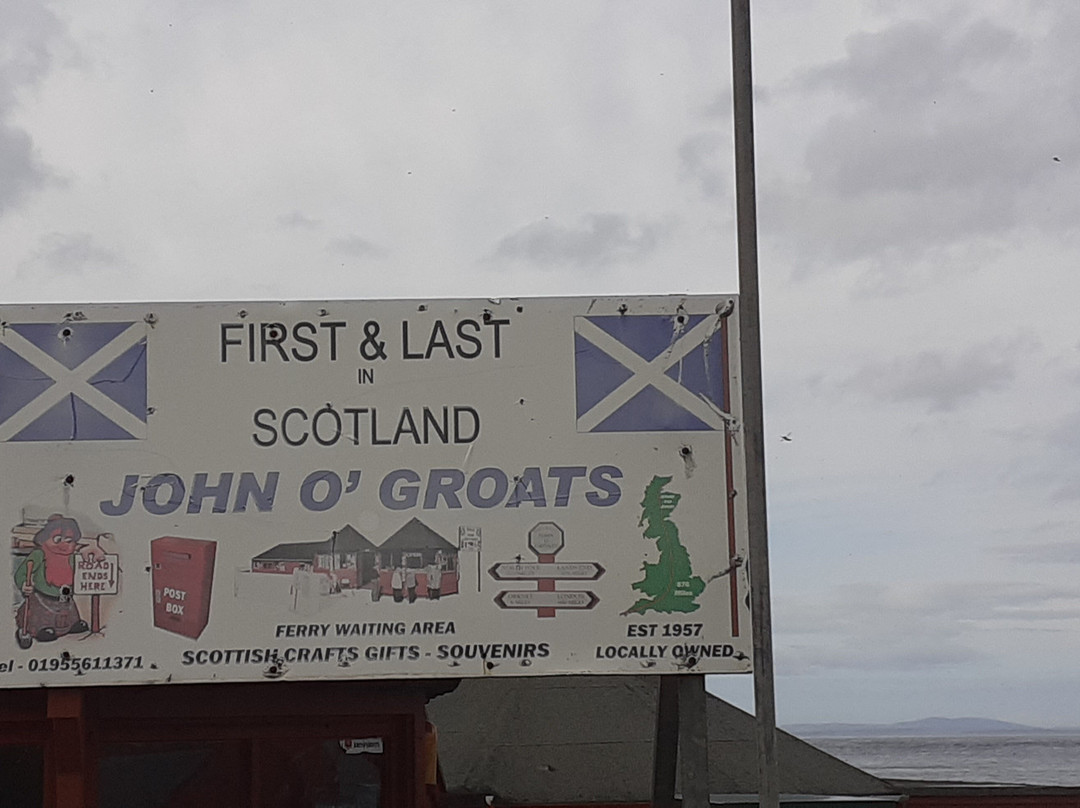 FIRST & LAST
IN
SCOTLAND
JOHN O' GROATS
ROAD
ENDS
HERE
POST
BOX
FERRY WAITING AREA
EST 1957
el - 01955611371
SCOTTISH CRAFTS GIFTS - SOUVENIRS
LOCALLY OWNED